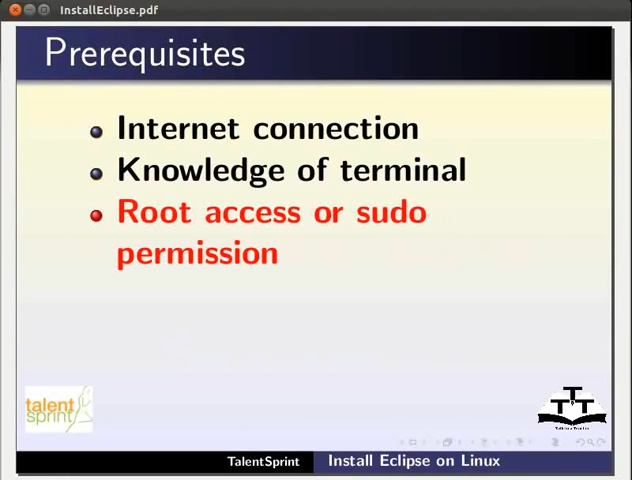 InstallEclipse.pdf
Prerequisites
Internet connection
Knowledge of terminal
Root access or sudo
permission
talent
sprint
TTT
TalentSprint
Install Eclipse on Linux